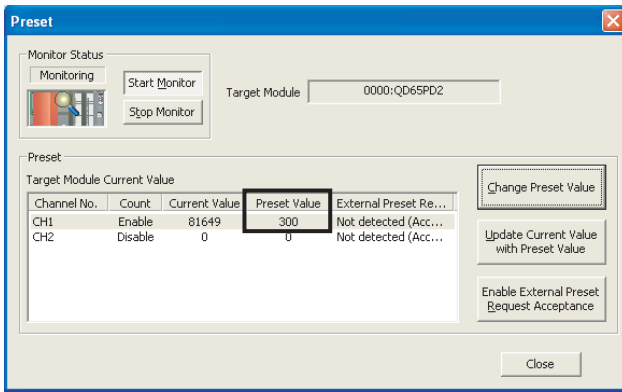 Preset
Monitor Status
Monitoring
Start Monitor
Stop Monitor
Target Module 0000:QD65PD2
Preset
Target Module Current Value
Channel No. Count Current Value Preset Value External Preset Re...
CH1 Enable 81649 300 Not detected (Acc...
CH2 Disable 0 0 Not detected (Acc...
Change Preset Value
Update Current Value
with Preset Value
Enable External Preset
Request Acceptance
Close